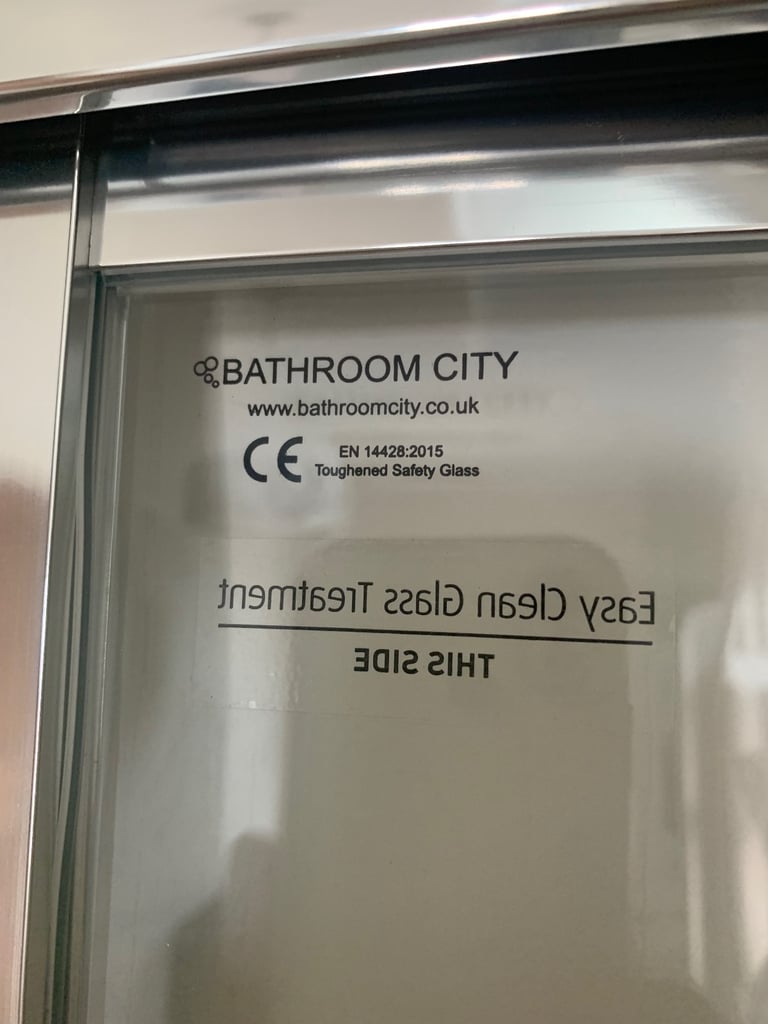 BATHROOM CITY
www.bathroomcity.co.uk
CE EN 14428:2015
Toughened Safety Glass
Easy Clean Glass Treatment
THIS SIDE